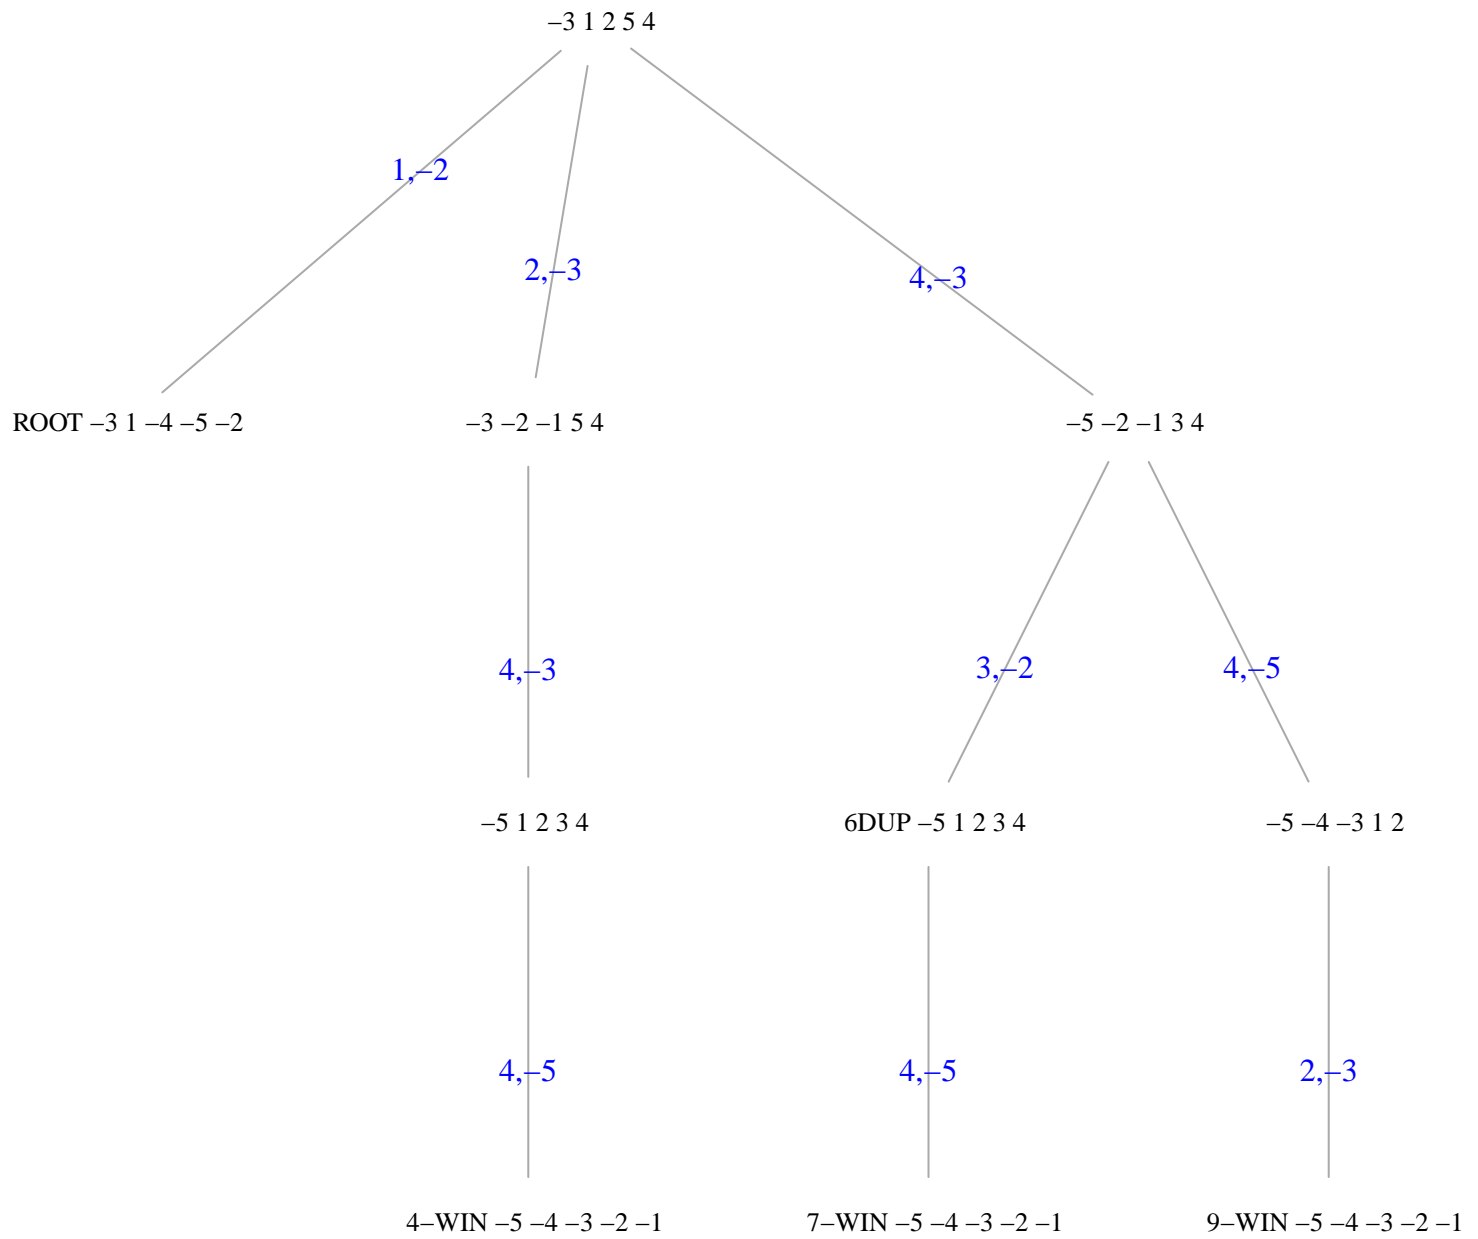 –3 1 2 5 4
1,–2
2,–3
4,–3
ROOT –3 1 –4 –5 –2
–3 –2 –1 5 4
–5 –2 –1 3 4
4,–3
3,–2
4,–5
–5 1 2 3 4
6DUP –5 1 2 3 4
–5 –4 –3 1 2
4,–5
4,–5
2,–3
4–WIN –5 –4 –3 –2 –1
7–WIN –5 –4 –3 –2 –1
9–WIN –5 –4 –3 –2 –1